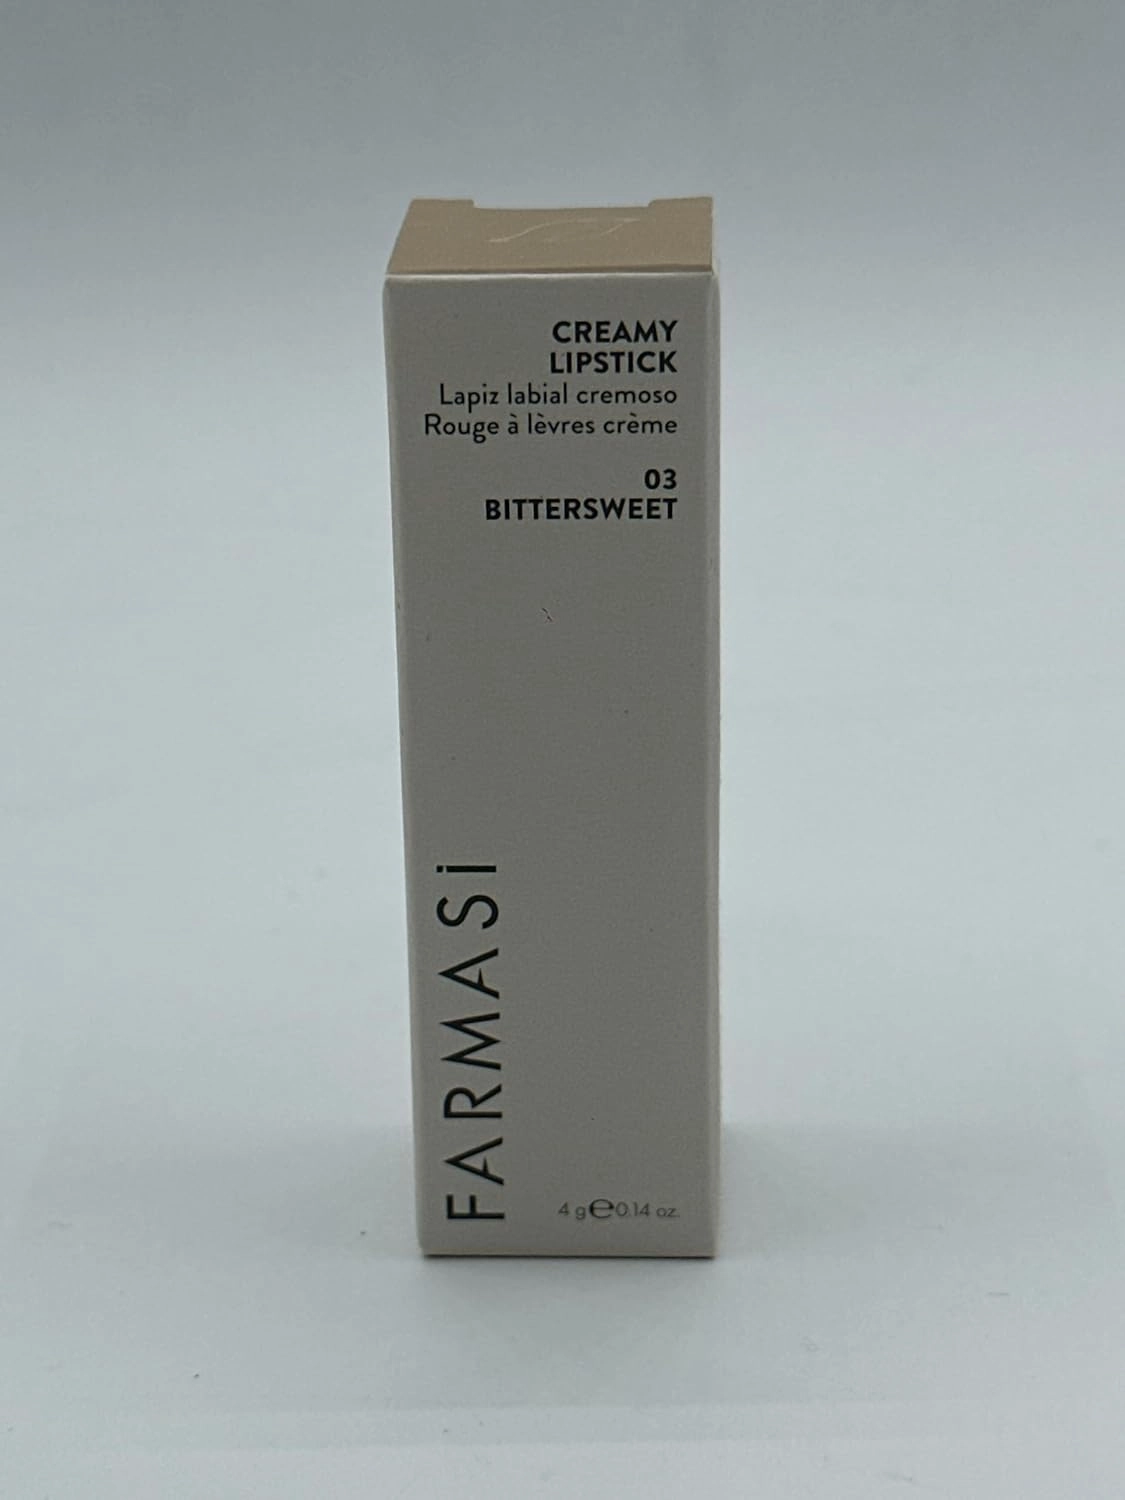 CREAMY
LIPSTICK
Lapiz labial cremoso
Rouge à lèvres crème
03
BITTERSWEET
FARMASi
4 g ℮ 0.14 oz.